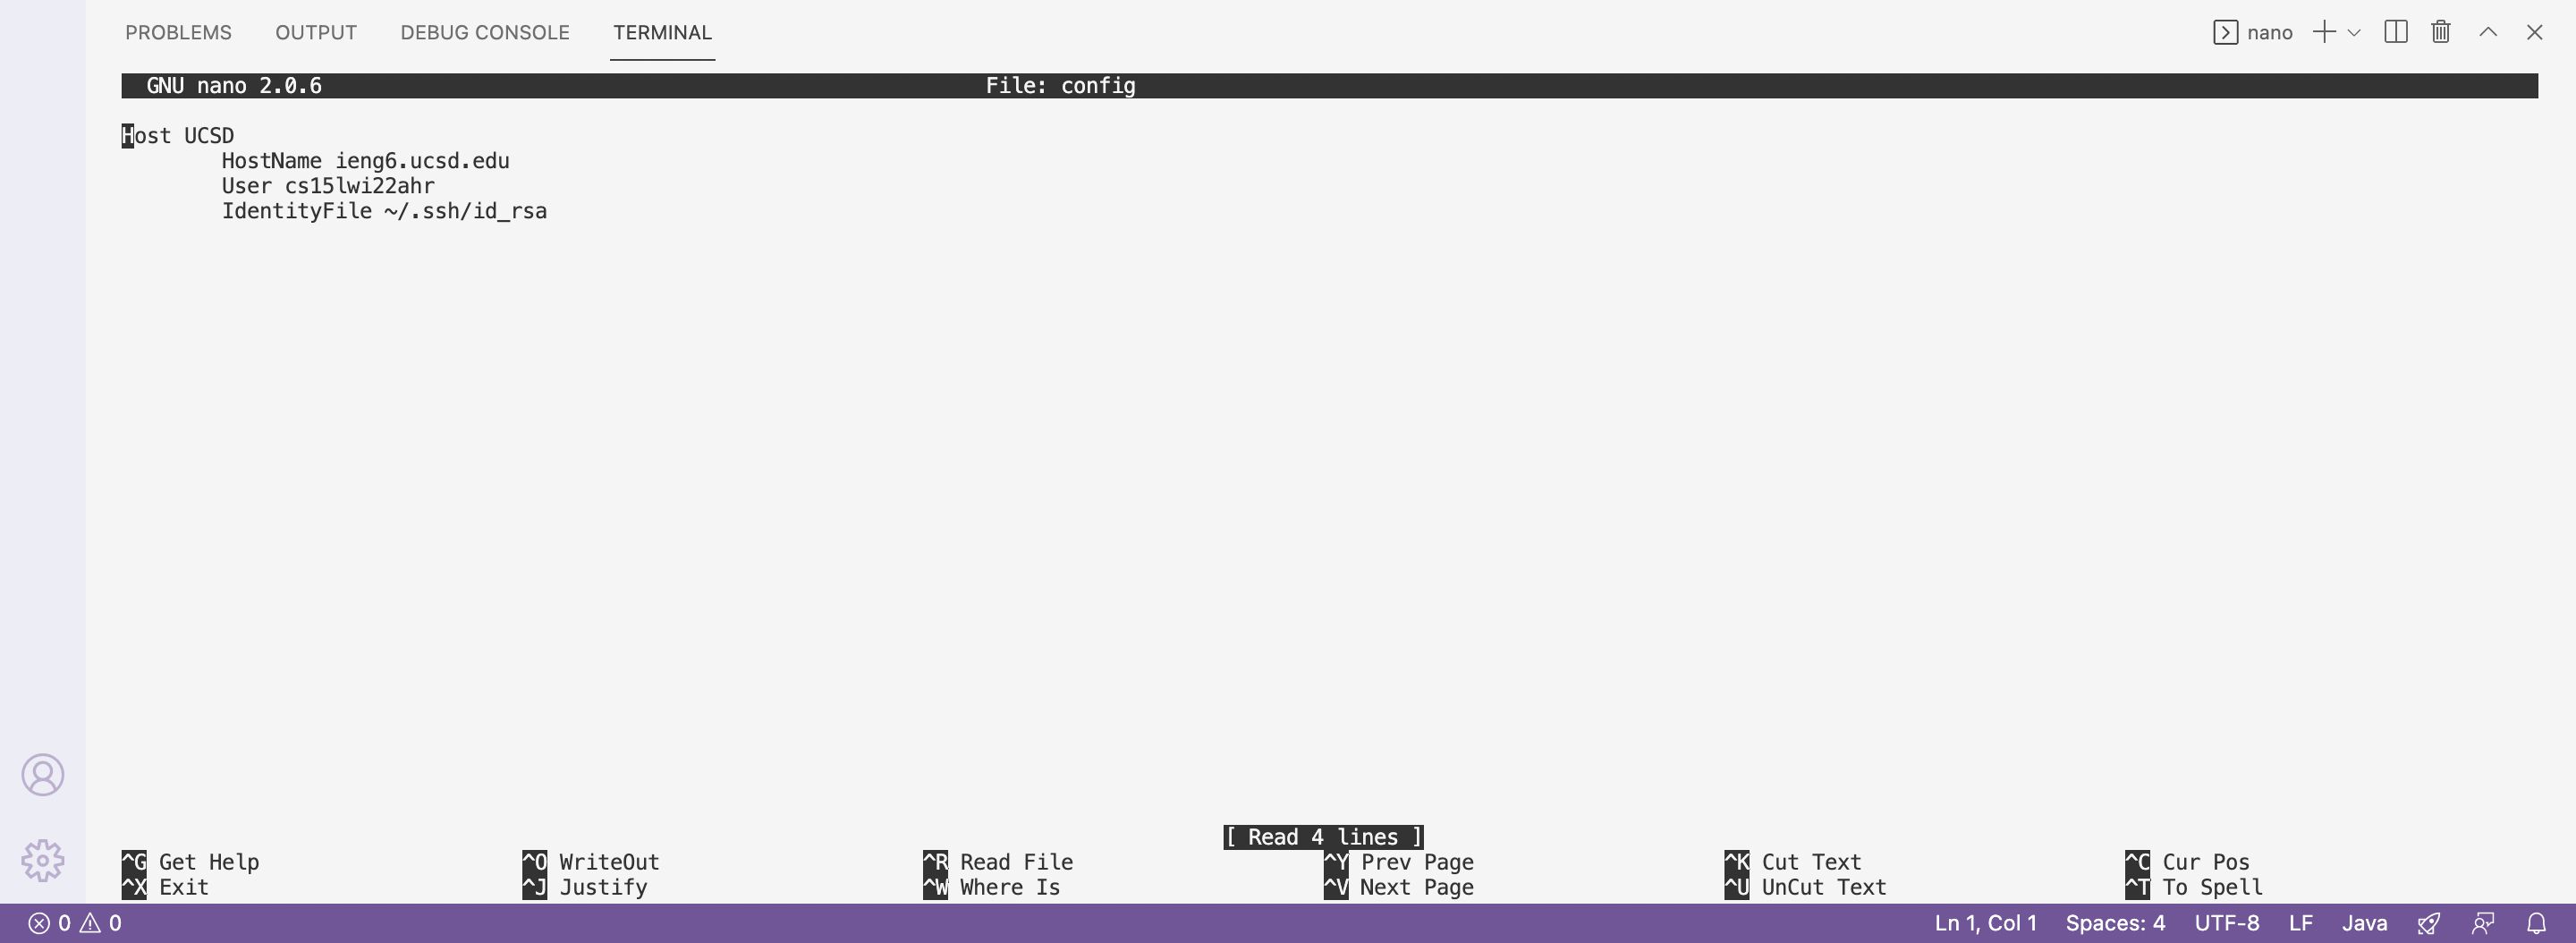 PROBLEMS OUTPUT DEBUG CONSOLE TERMINAL nano
GNU nano 2.0.6 File: config
Host UCSD
HostName ieng6.ucsd.edu
User cs15lwi22ahr
IdentityFile ~/.ssh/id_rsa
[ Read 4 lines ]
^G Get Help ^O WriteOut ^R Read File ^Y Prev Page ^K Cut Text ^C Cur Pos
^X Exit ^J Justify ^W Where Is ^V Next Page ^U UnCut Text ^T To Spell
0 0 Ln 1, Col 1 Spaces: 4 UTF-8 LF Java